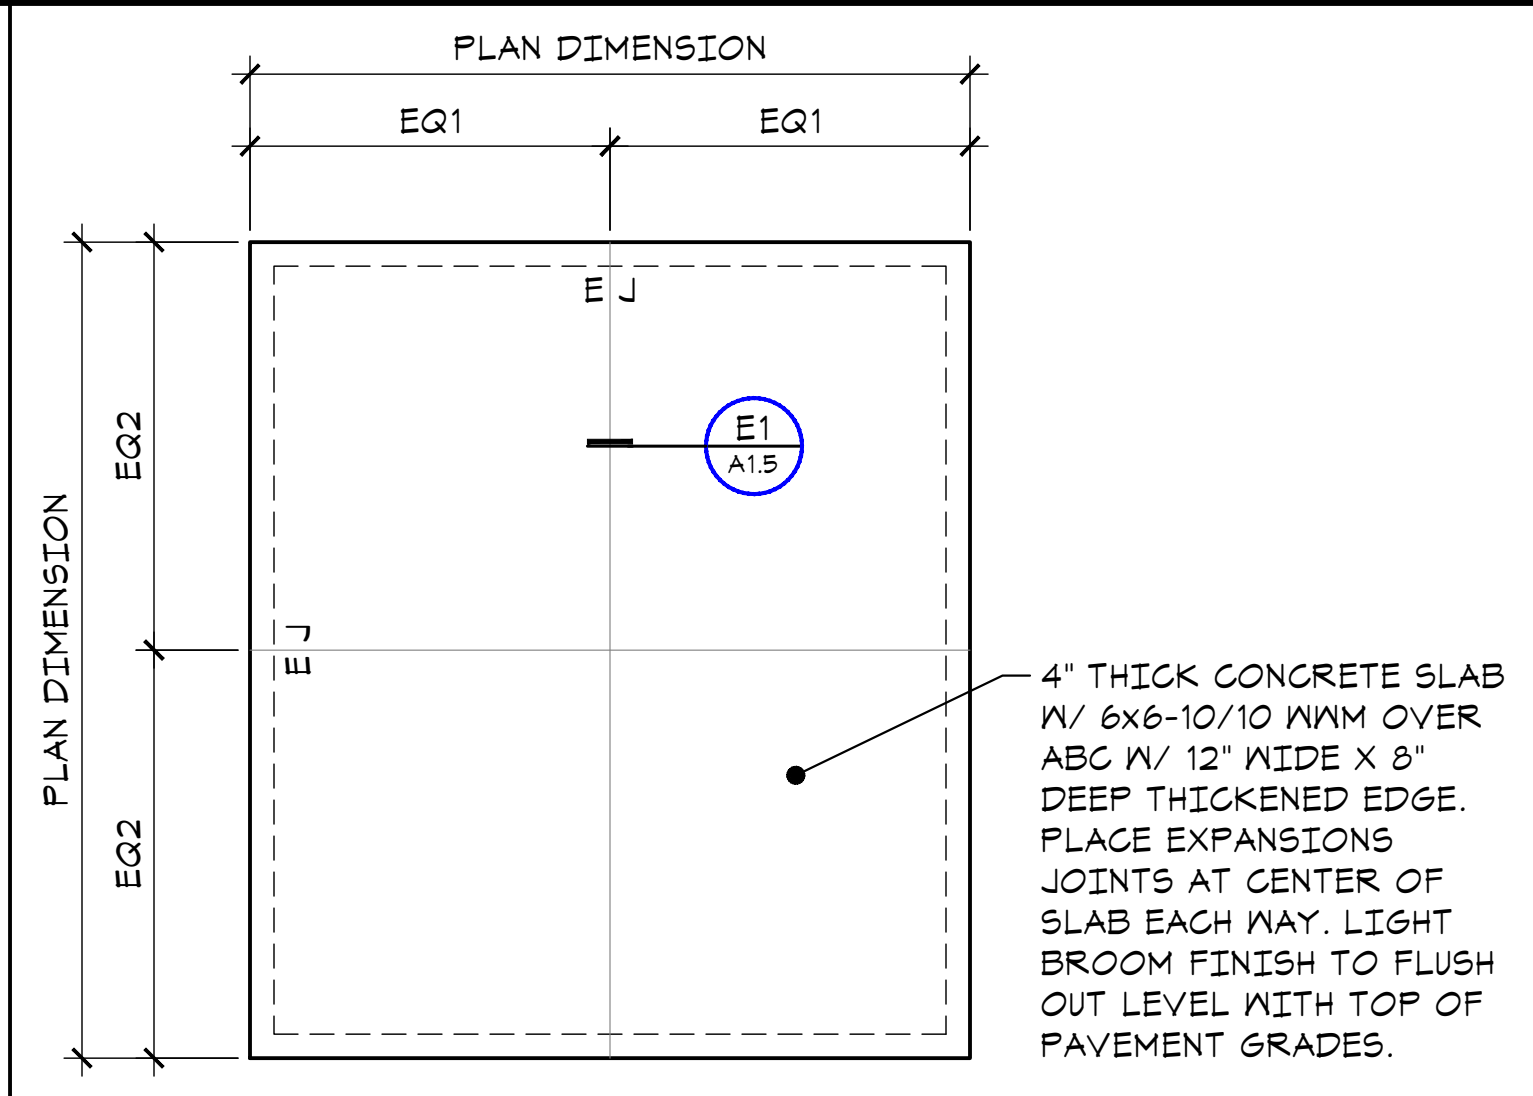 PLAN DIMENSION
EQ1 EQ1
E J
EQ2
E1
A1.5
PLAN DIMENSION
E J
4" THICK CONCRETE SLAB
W/ 6x6-10/10 WWM OVER
ABC W/ 12" WIDE X 8"
DEEP THICKENED EDGE.
PLACE EXPANSIONS
JOINTS AT CENTER OF
SLAB EACH WAY. LIGHT
BROOM FINISH TO FLUSH
OUT LEVEL WITH TOP OF
PAVEMENT GRADES.
EQ2